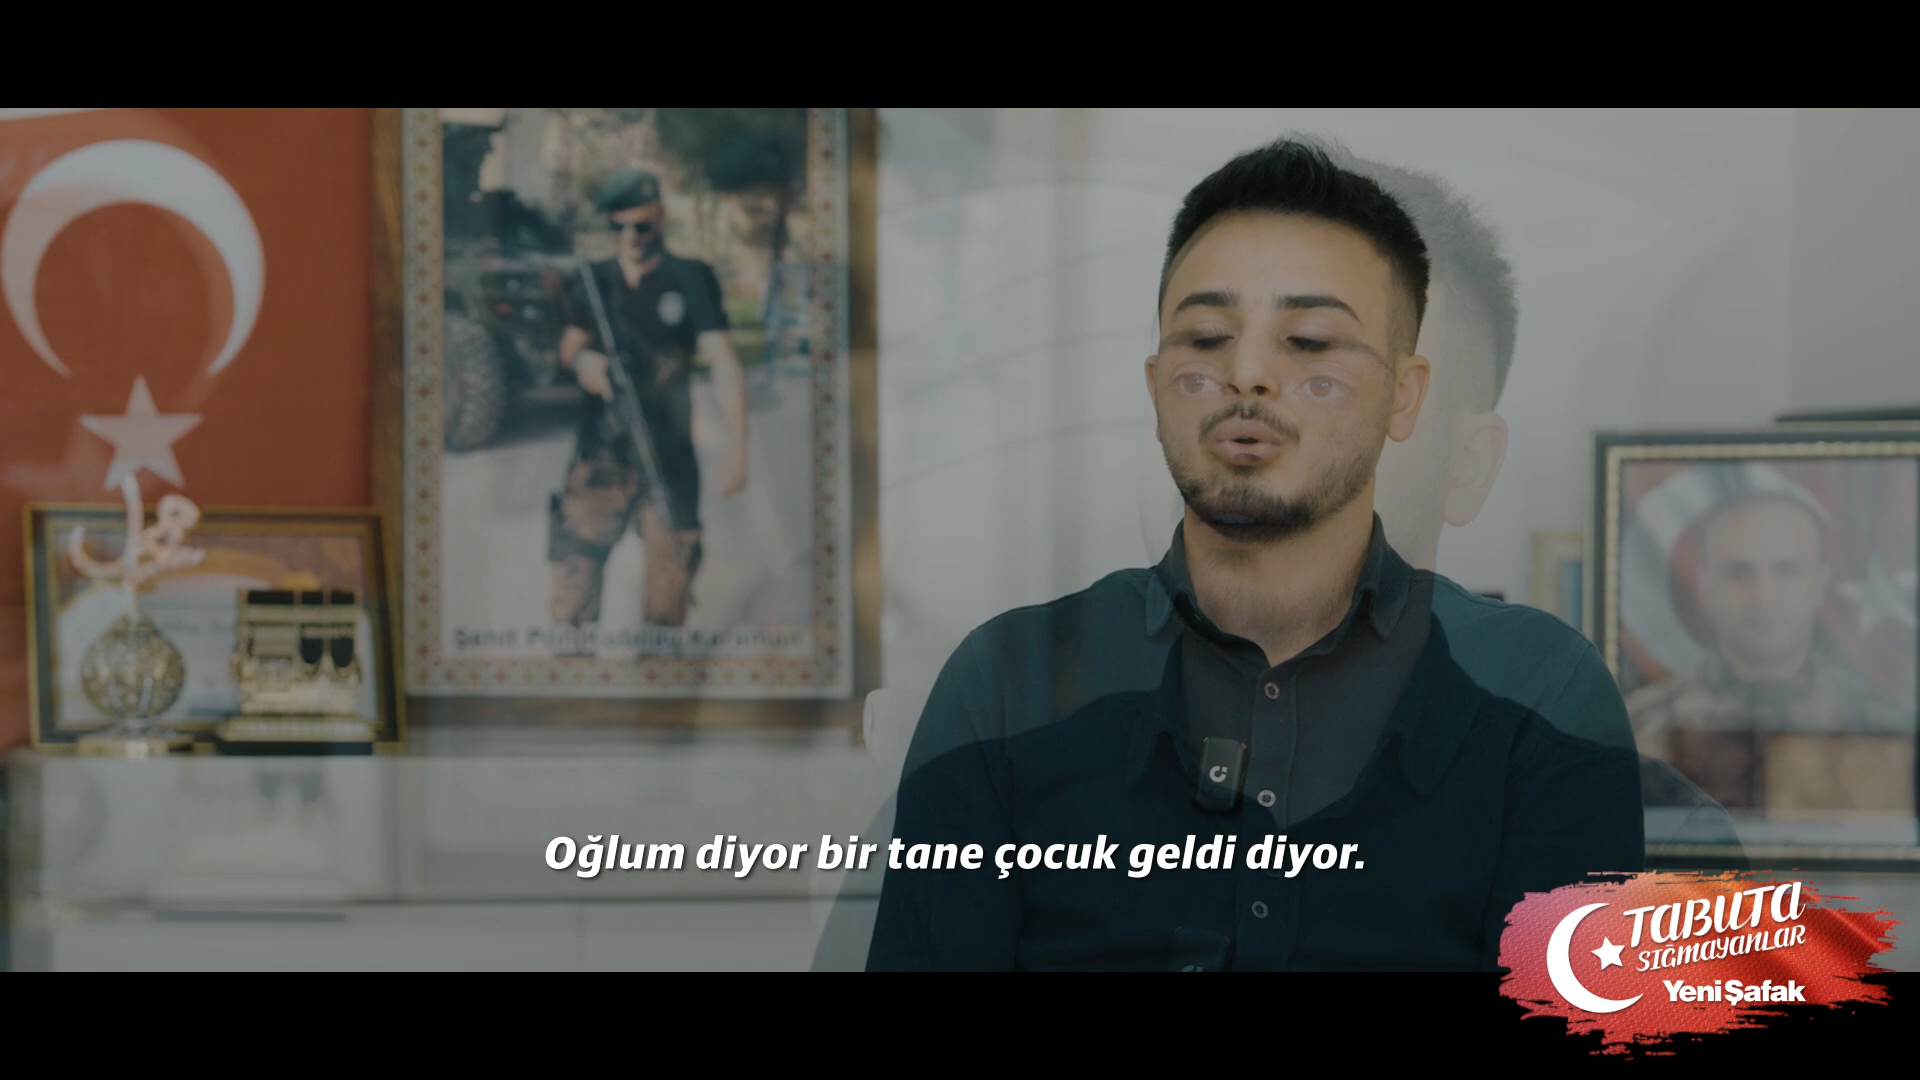 Oğlum diyor bir tane çocuk geldi diyor.
TABUTA
SIĞMAYANLAR
YeniŞafak